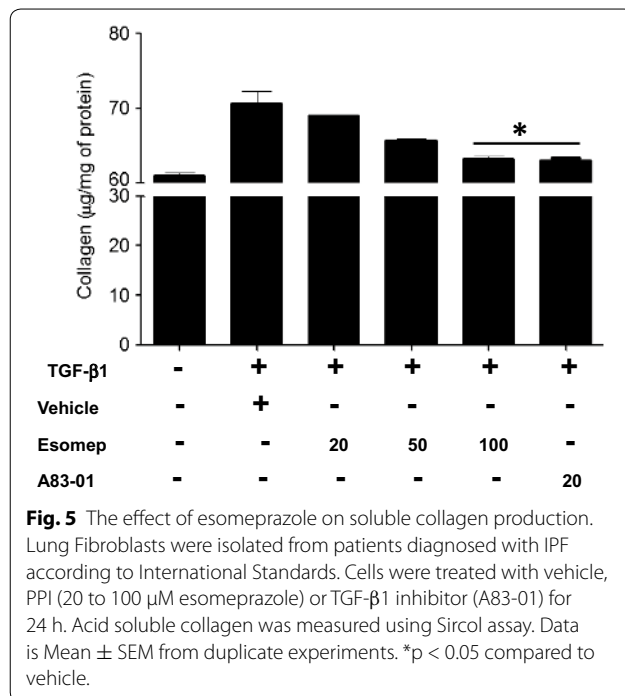 80
70
60
30
20
10
0
Collagen (μg/mg of protein)
*
TGF-β1 - + + + + +
Vehicle - + - - - -
Esomep - - 20 50 100 -
A83-01 - - - - - 20
Fig. 5 The effect of esomeprazole on soluble collagen production.
Lung Fibroblasts were isolated from patients diagnosed with IPF
according to International Standards. Cells were treated with vehicle,
PPI (20 to 100 μM esomeprazole) or TGF-β1 inhibitor (A83-01) for
24 h. Acid soluble collagen was measured using Sircol assay. Data
is Mean ± SEM from duplicate experiments. *p < 0.05 compared to
vehicle.